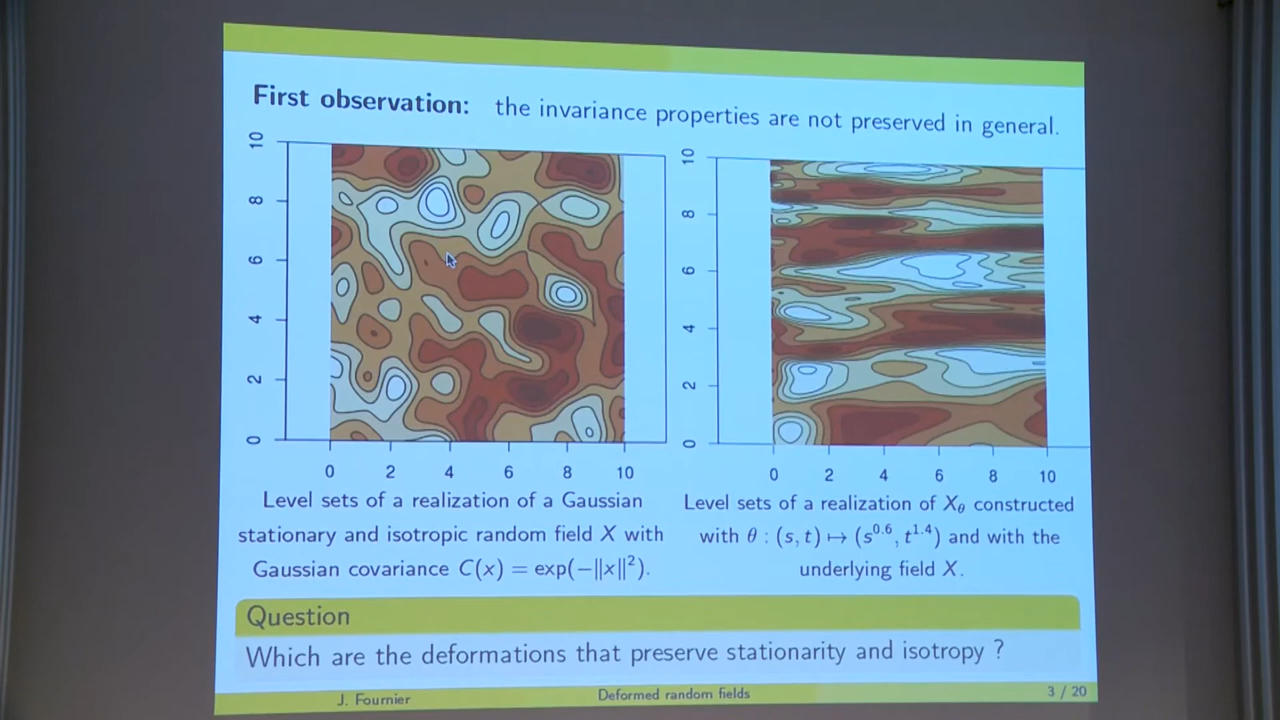 First observation: the invariance properties are not preserved in general.
10
8
6
4
2
0
0 2 4 6 8 10
10
8
6
4
2
0
0 2 4 6 8 10
Level sets of a realization of a Gaussian
stationary and isotropic random field X with
Gaussian covariance C(x) = exp(−‖x‖²).
Level sets of a realization of X_θ constructed
with θ : (s, t) ↦ (s^0.6, t^1.4) and with the
underlying field X.
Question
Which are the deformations that preserve stationarity and isotropy ?
J. Fournier Deformed random fields 3 / 20